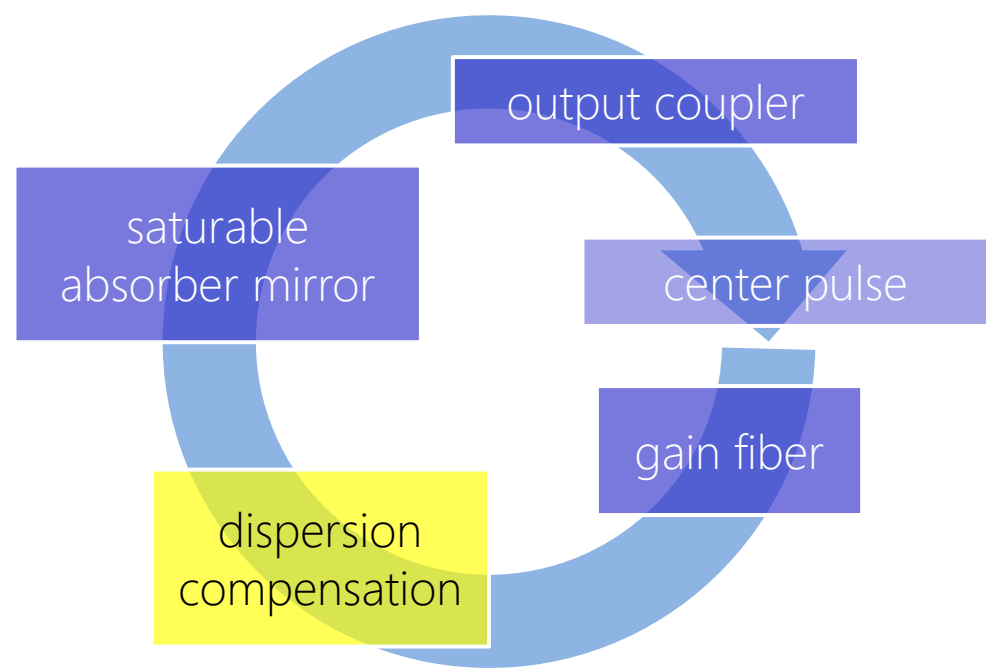 output coupler
saturable
absorber mirror
center pulse
gain fiber
dispersion
compensation